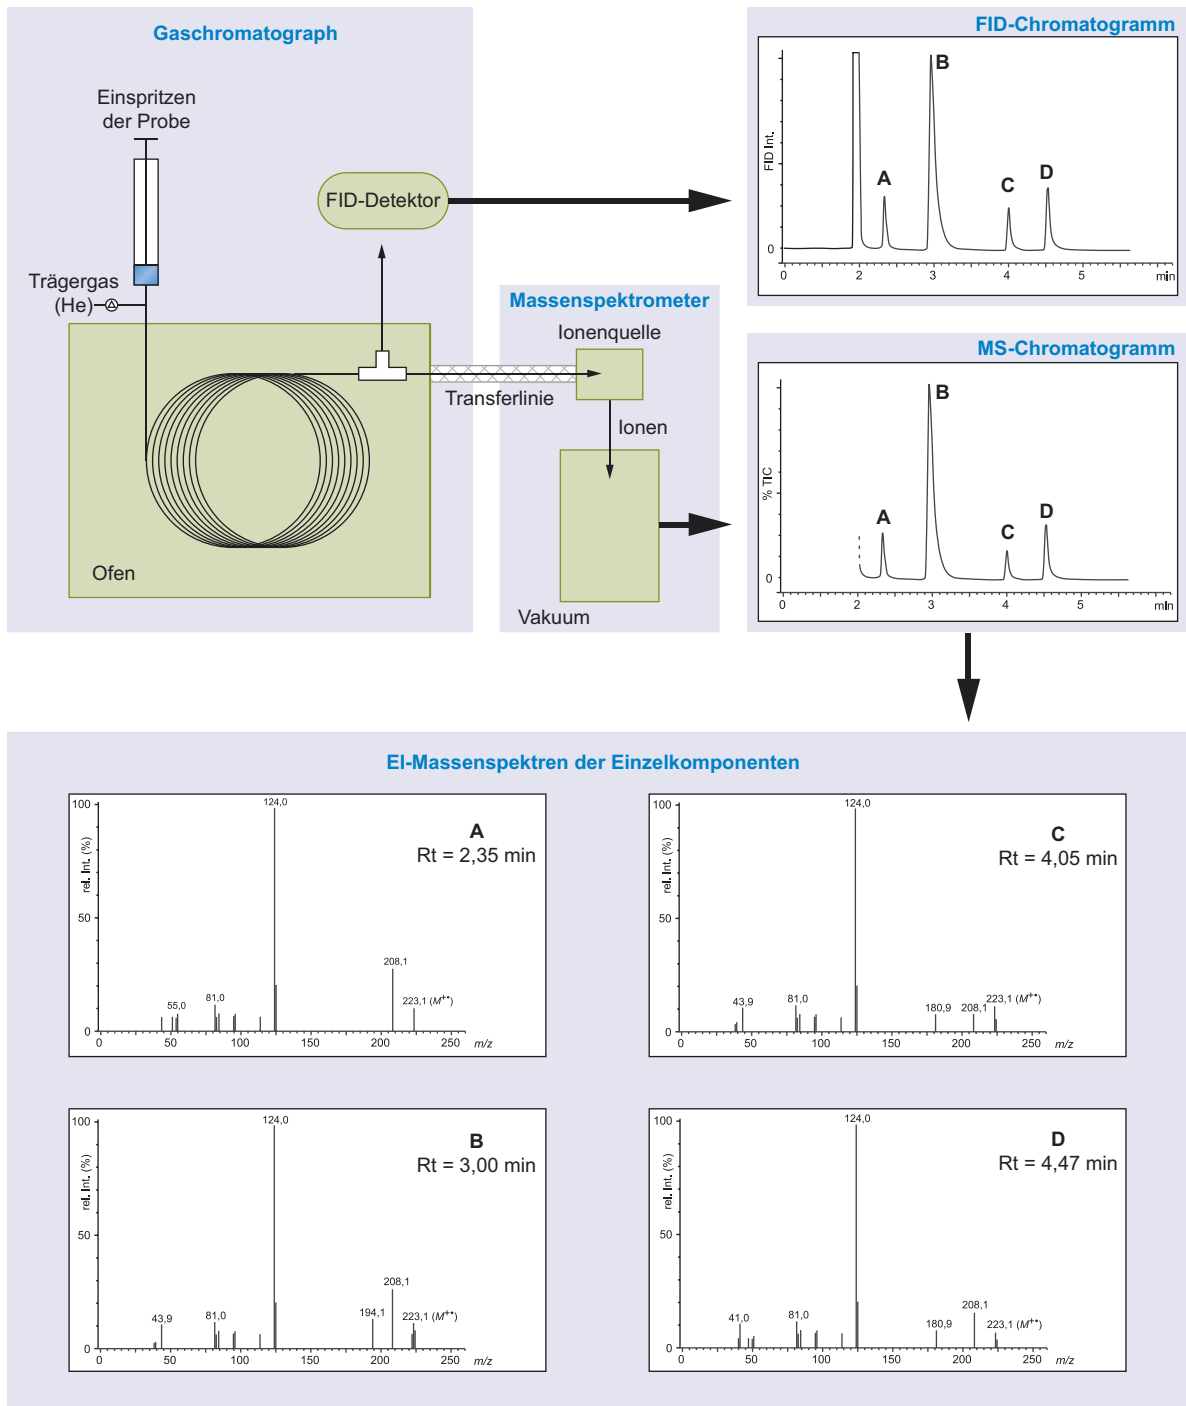 Gaschromatograph
Einspritzen
der Probe
Trägergas
(He)
FID-Detektor
Ofen
Massenspektrometer
Ionenquelle
Transferlinie
Ionen
Vakuum
FID-Chromatogramm
FID Int.
0
A
B
C
D
0 2 3 4 5 min
MS-Chromatogramm
% TIC
0
A
B
C
D
0 2 3 4 5 min
EI-Massenspektren der Einzelkomponenten
A
Rt = 2,35 min
rel. Int. (%)
100
50
0
55,0
81,0
124,0
208,1
223,1 (M+•)
0 50 100 150 200 250 m/z
C
Rt = 4,05 min
rel. Int. (%)
100
50
0
43,9
81,0
124,0
180,9
208,1
223,1 (M+•)
0 50 100 150 200 250 m/z
B
Rt = 3,00 min
rel. Int. (%)
100
50
0
43,9
81,0
124,0
194,1
208,1
223,1 (M+•)
0 50 100 150 200 250 m/z
D
Rt = 4,47 min
rel. Int. (%)
100
50
0
41,0
81,0
124,0
180,9
208,1
223,1 (M+•)
0 50 100 150 200 250 m/z